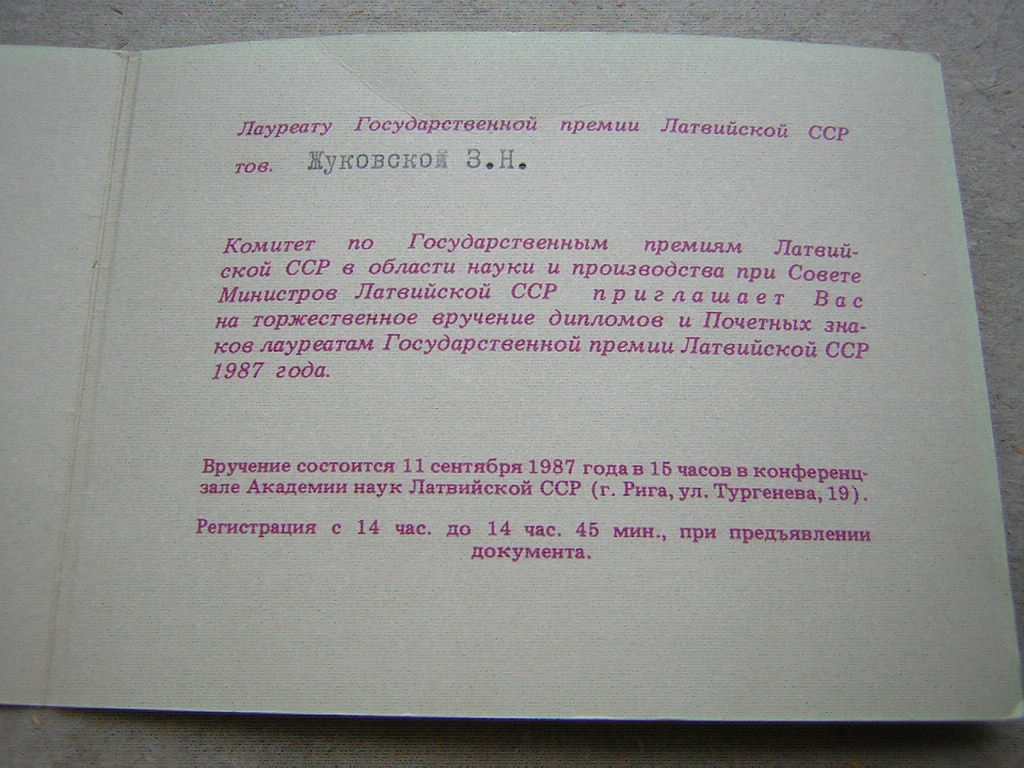 Лауреату Государственной премии Латвийской ССР
тов. Жуковской З.Н.
Комитет по Государственным премиям Латвий-
ской ССР в области науки и производства при Совете
Министров Латвийской ССР приглашает Вас
на торжественное вручение дипломов и Почетных зна-
ков лауреатам Государственной премии Латвийской ССР
1987 года.
Вручение состоится 11 сентября 1987 года в 15 часов в конференц-
зале Академии наук Латвийской ССР (г. Рига, ул. Тургенева, 19).
Регистрация с 14 час. до 14 час. 45 мин., при предъявлении
документа.